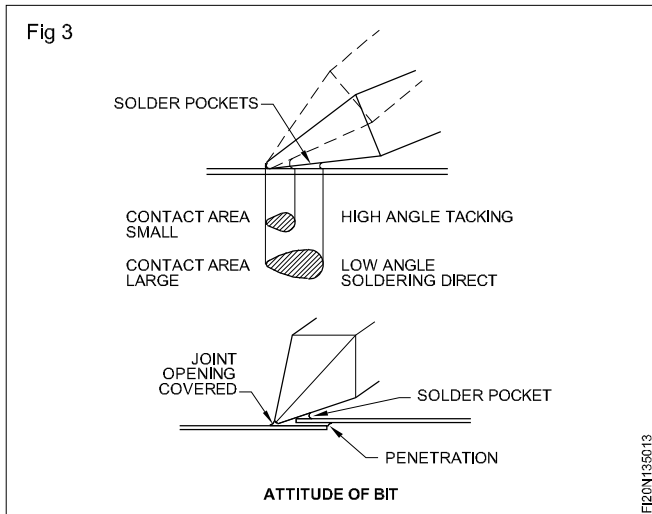 Fig 3
SOLDER POCKETS
CONTACT AREA
SMALL
HIGH ANGLE TACKING
CONTACT AREA
LARGE
LOW ANGLE
SOLDERING DIRECT
JOINT
OPENING
COVERED
SOLDER POCKET
PENETRATION
ATTITUDE OF BIT
FI20N135013